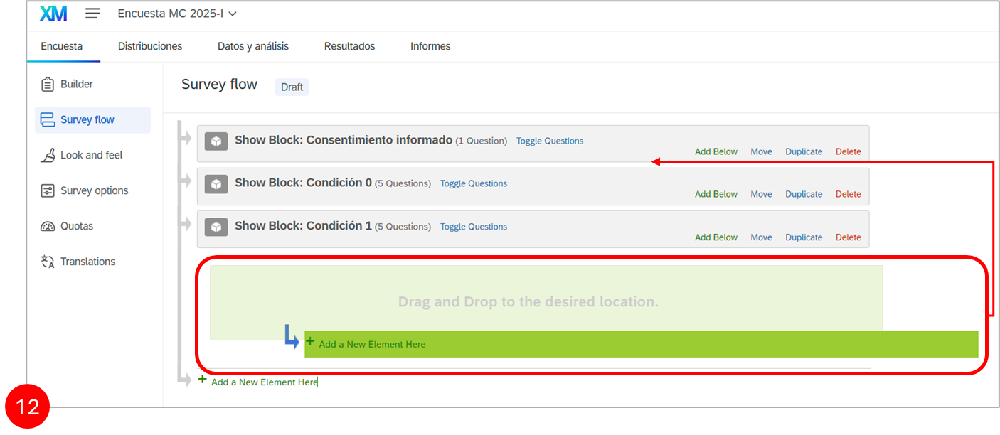 XM Encuesta MC 2025-I
Encuesta Distribuciones Datos y análisis Resultados Informes
Builder
Survey flow
Look and feel
Survey options
Quotas
Translations
Survey flow Draft
Show Block: Consentimiento informado (1 Question) Toggle Questions
Add Below Move Duplicate Delete
Show Block: Condición 0 (5 Questions) Toggle Questions
Add Below Move Duplicate Delete
Show Block: Condición 1 (5 Questions) Toggle Questions
Add Below Move Duplicate Delete
Drag and Drop to the desired location.
+ Add a New Element Here
+ Add a New Element Here
12